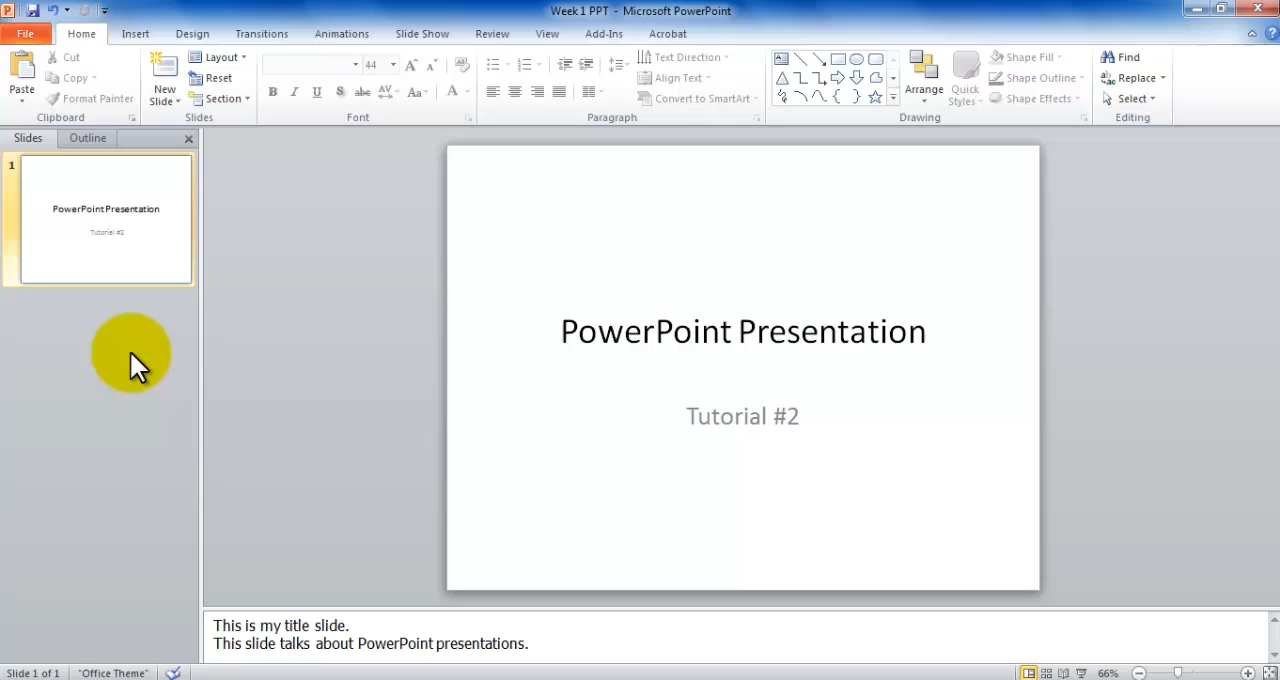 Week 1 PPT - Microsoft PowerPoint
File Home Insert Design Transitions Animations Slide Show Review View Add-Ins Acrobat
Paste
Cut
Copy
Format Painter
Clipboard
New Slide
Layout
Reset
Section
Slides
44
Font
Text Direction
Align Text
Convert to SmartArt
Paragraph
Arrange
Quick Styles
Shape Fill
Shape Outline
Shape Effects
Drawing
Find
Replace
Select
Editing
Slides Outline
1
PowerPoint Presentation
Tutorial #2
PowerPoint Presentation
Tutorial #2
This is my title slide.
This slide talks about PowerPoint presentations.
Slide 1 of 1 "Office Theme" 66%